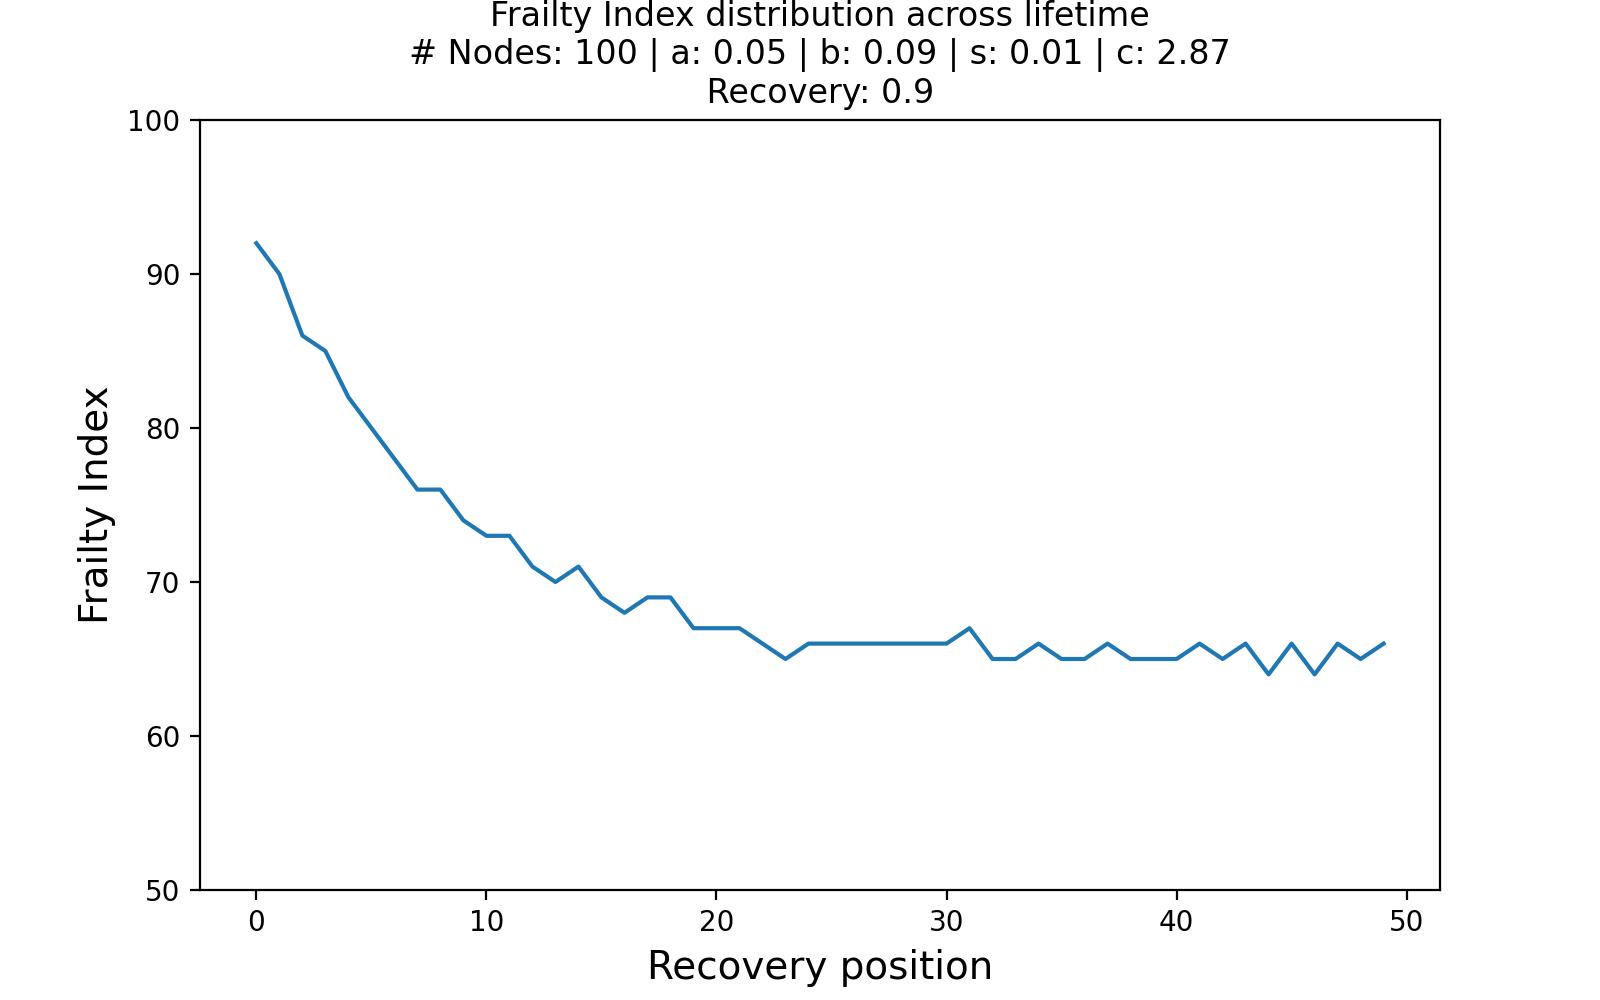 Frailty Index distribution across lifetime
# Nodes: 100 | a: 0.05 | b: 0.09 | s: 0.01 | c: 2.87
Recovery: 0.9
100
90
80
70
60
50
Frailty Index
0 10 20 30 40 50
Recovery position